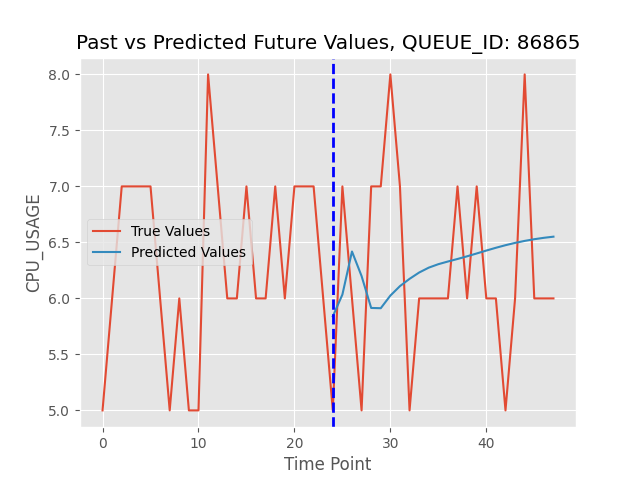 Past vs Predicted Future Values, QUEUE_ID: 86865
8.0
7.5
7.0
6.5
6.0
5.5
5.0
CPU_USAGE
True Values
Predicted Values
0 10 20 30 40
Time Point